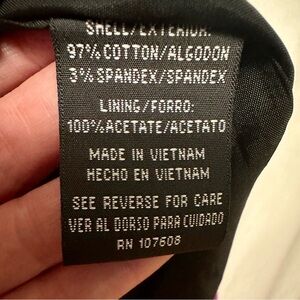 SHELL/EXTERIOR:
97% COTTON/ALGODON
3% SPANDEX/SPANDEX
LINING/FORRO:
100% ACETATE/ACETATO
MADE IN VIETNAM
HECHO EN VIETNAM
SEE REVERSE FOR CARE
VER AL DORSO PARA CUIDADO
RN 107608